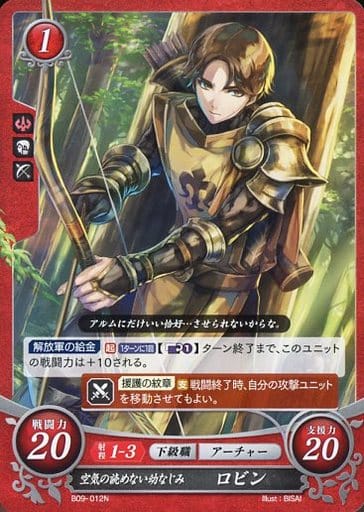 1
アルムにだけいい恰好…させられないからな。
解放軍の給金 起 1ターンに1回 【1】 ターン終了まで、このユニット
の戦闘力は+10される。
援護の紋章 支 戦闘終了時、自分の攻撃ユニット
を移動させてもよい。
戦闘力
20
射程 1-3 下級職 アーチャー
支援力
20
空気の読めない幼なじみ ロビン
B09-012N
Illust : BISAI